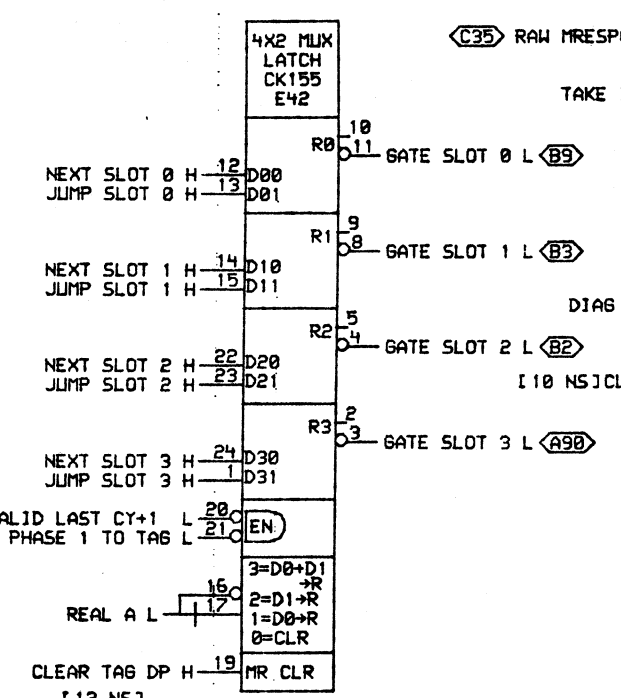 4X2 MUX
LATCH
CK155
E42
C35 RAW MRESP
TAKE
NEXT SLOT 0 H 12 D00 R0 10
JUMP SLOT 0 H 13 D01 11 GATE SLOT 0 L B9
NEXT SLOT 1 H 14 D10 R1 9
JUMP SLOT 1 H 15 D11 8 GATE SLOT 1 L B3
DIAG
NEXT SLOT 2 H 22 D20 R2 5
JUMP SLOT 2 H 23 D21 4 GATE SLOT 2 L B2
[10 NS]CL
NEXT SLOT 3 H 24 D30 R3 2
JUMP SLOT 3 H 1 D31 3 GATE SLOT 3 L A90
ALID LAST CY+1 L 20 EN
PHASE 1 TO TAG L 21
3=D0+D1
→R
16 2=D1→R
REAL A L 17 1=D0→R
0=CLR
CLEAR TAG DP H 19 MR CLR